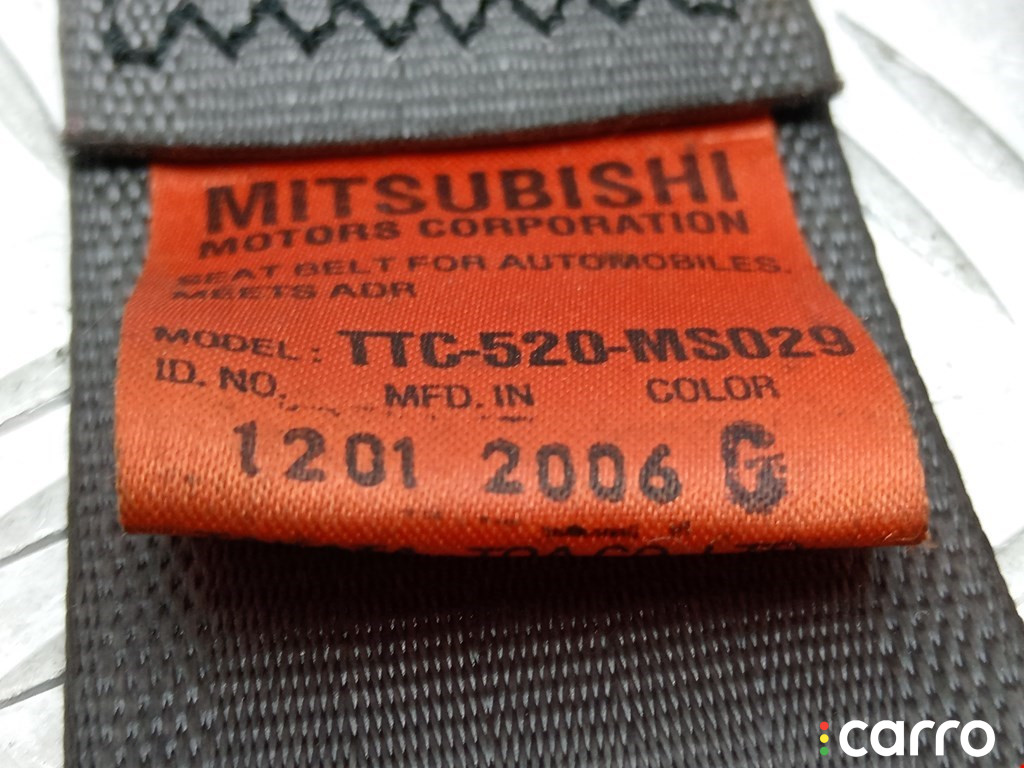 MITSUBISHI
MOTORS CORPORATION
SEAT BELT FOR AUTOMOBILES.
MEETS ADR
MODEL: TTC-520-MS029
ID. NO. MFD. IN COLOR
1201 2006 G
carro